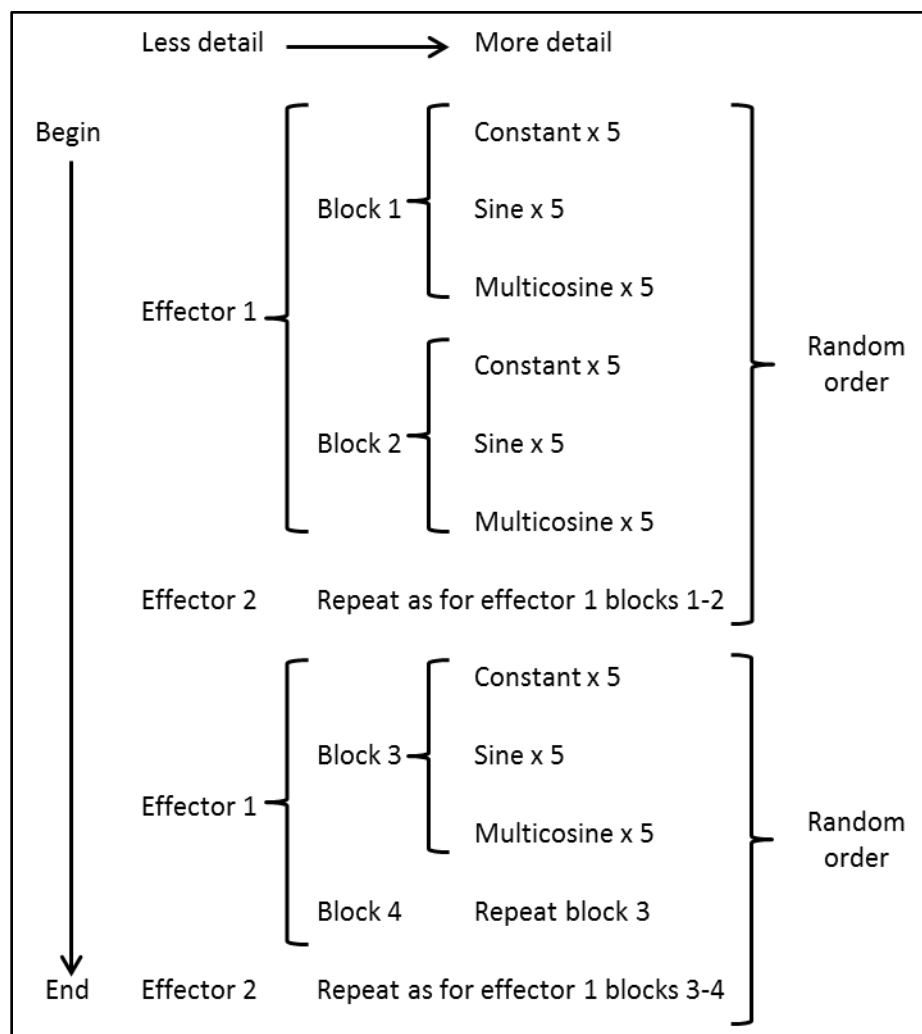 Less detail More detail
Begin
Constant x 5
Block 1 Sine x 5
Multicosine x 5
Effector 1
Constant x 5
Random
order
Block 2 Sine x 5
Multicosine x 5
Effector 2 Repeat as for effector 1 blocks 1-2
Constant x 5
Block 3 Sine x 5
Effector 1
Multicosine x 5
Random
order
Block 4 Repeat block 3
End Effector 2 Repeat as for effector 1 blocks 3-4